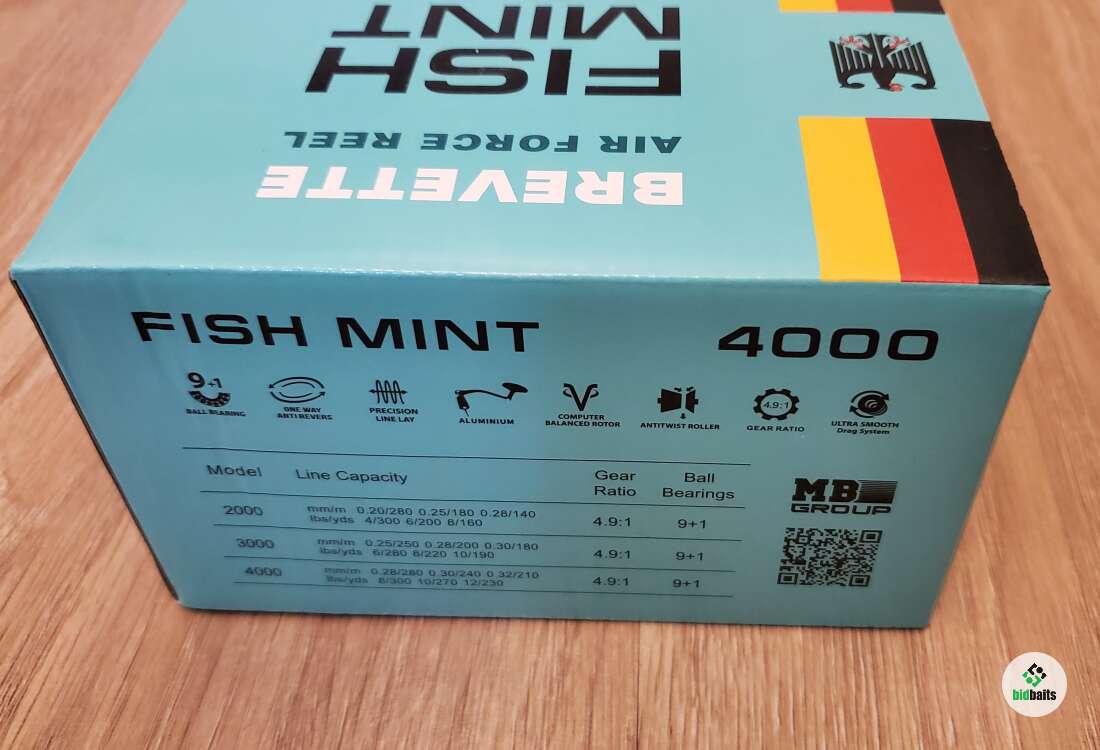 FISH
MINT
AIR FORCE REEL
BREVETTE
FISH MINT 4000
9+1
BALL BEARING
ONE WAY
ANTI REVERS
PRECISION
LINE LAY
ALUMINIUM
COMPUTER
BALANCED ROTOR
ANTITWIST ROLLER
4.9:1
GEAR RATIO
ULTRA SMOOTH
Drag System
Model Line Capacity Gear Ratio Ball Bearings
2000 mm/m 0.20/280 0.25/180 0.28/140 4.9:1 9+1
lbs/yds 4/300 6/200 8/160
3000 mm/m 0.25/250 0.28/200 0.30/180 4.9:1 9+1
lbs/yds 6/280 8/220 10/190
4000 mm/m 0.28/280 0.30/240 0.32/210 4.9:1 9+1
lbs/yds 8/300 10/270 12/230
MB
GROUP
bidbaits